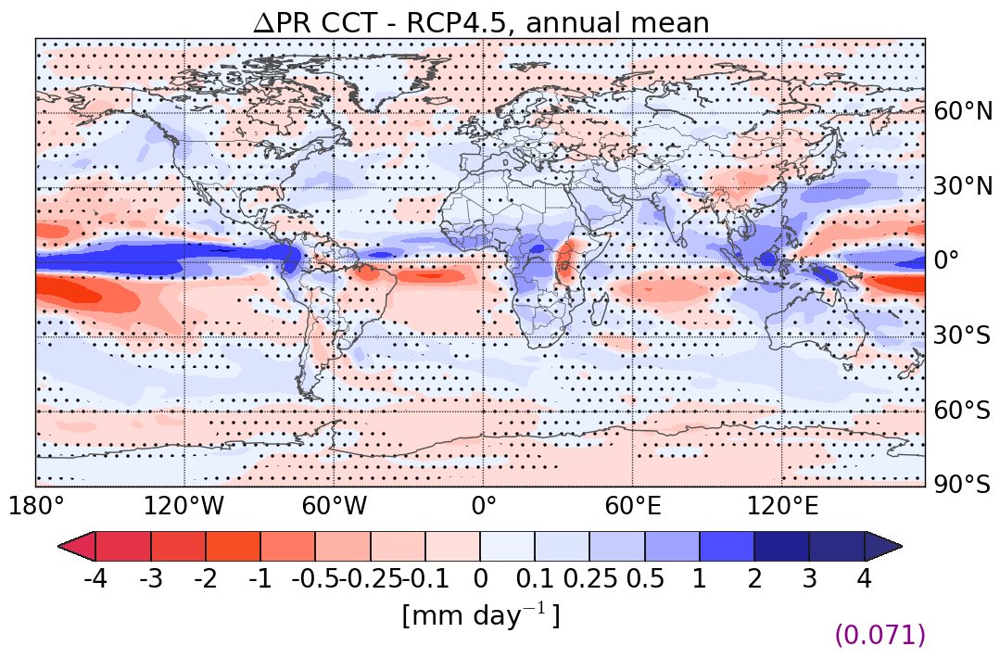 ΔPR CCT - RCP4.5, annual mean
60°N
30°N
0°
30°S
60°S
90°S
180° 120°W 60°W 0° 60°E 120°E
-4 -3 -2 -1 -0.5 -0.25 -0.1 0 0.1 0.25 0.5 1 2 3 4
[mm day⁻¹]
(0.071)